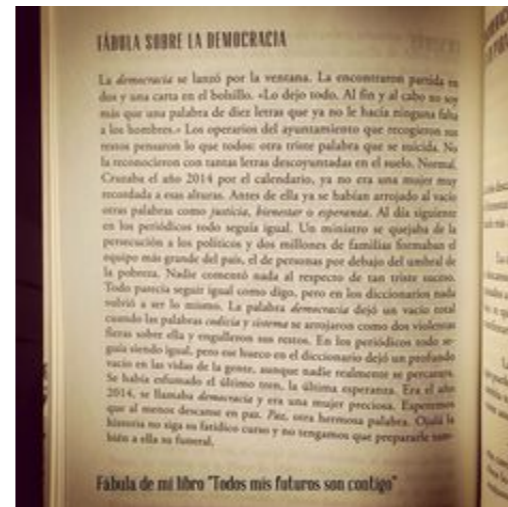 FÁBULA SOBRE LA DEMOCRACIA
La democracia se lanzó por la ventana. La encontraron partida en
dos y una carta en el bolsillo. «Lo dejo todo. Al fin y al cabo no soy
más que una palabra de diez letras que ya no le hacía ninguna falta
a los hombres.» Los operarios del ayuntamiento que recogieron sus
restos pensaron lo que todos: otra triste palabra que se suicida. No
la reconocieron con tantas letras descoyuntadas en el suelo. Normal.
Cruzaba el año 2014 por el calendario, ya no era una mujer muy
recordada a esas alturas. Antes de ella ya se habían arrojado al vacío
otras palabras como justicia, bienestar o esperanza. Al día siguiente
en los periódicos todo seguía igual. Un ministro se quejaba de la
persecución a los políticos y dos millones de familias formaban el
equipo más grande del país, el de personas por debajo del umbral de
la pobreza. Nadie comentó nada al respecto de tan triste suceso.
Todo parecía seguir igual como digo, pero en los diccionarios nada
volvió a ser lo mismo. La palabra democracia dejó un vacío total
cuando las palabras codicia y sistema se arrojaron como dos violentas
fieras sobre ella y engulleron sus restos. En los periódicos todo se-
guía siendo igual, pero ese hueco en el diccionario dejó un profundo
vacío en las vidas de la gente, aunque nadie realmente se percatara.
Se había esfumado el último tren, la última esperanza. Era el año
2014, se llamaba democracia y era una mujer preciosa. Esperemos
que al menos descanse en paz. Paz, otra hermosa palabra. Ojalá la
historia no siga su fatídico curso y no tengamos que prepararle tam-
bién a ella su funeral.
Fábula de mi libro "Todos mis futuros son contigo"